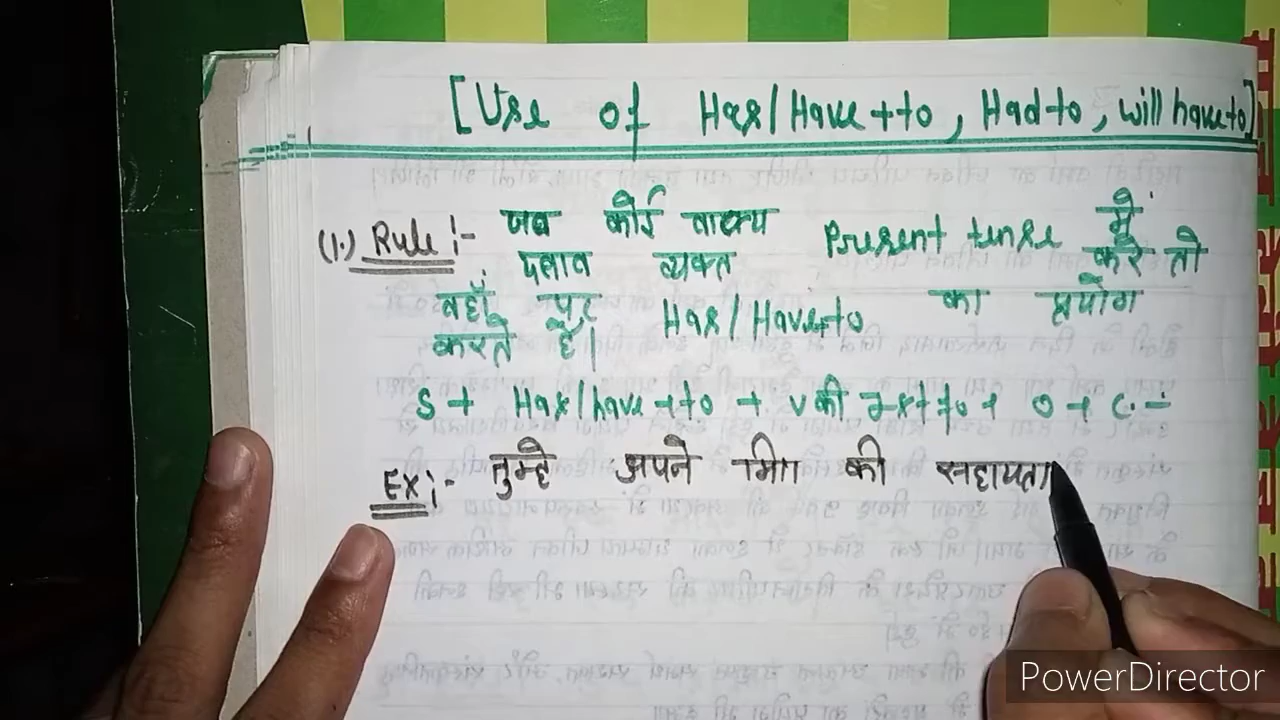 [Use of Has/Have+to, Had to, will have to]
(1.) Rule:- जब कोई वाक्य Present tense में
दबाव व्यक्त करे तो
वहाँ पर Has/Have+to का प्रयोग
करते हैं।
S + Has/have+to + v की I st + O + C. -
Ex:- तुम्हे अपने मित्र की सहायता
PowerDirector